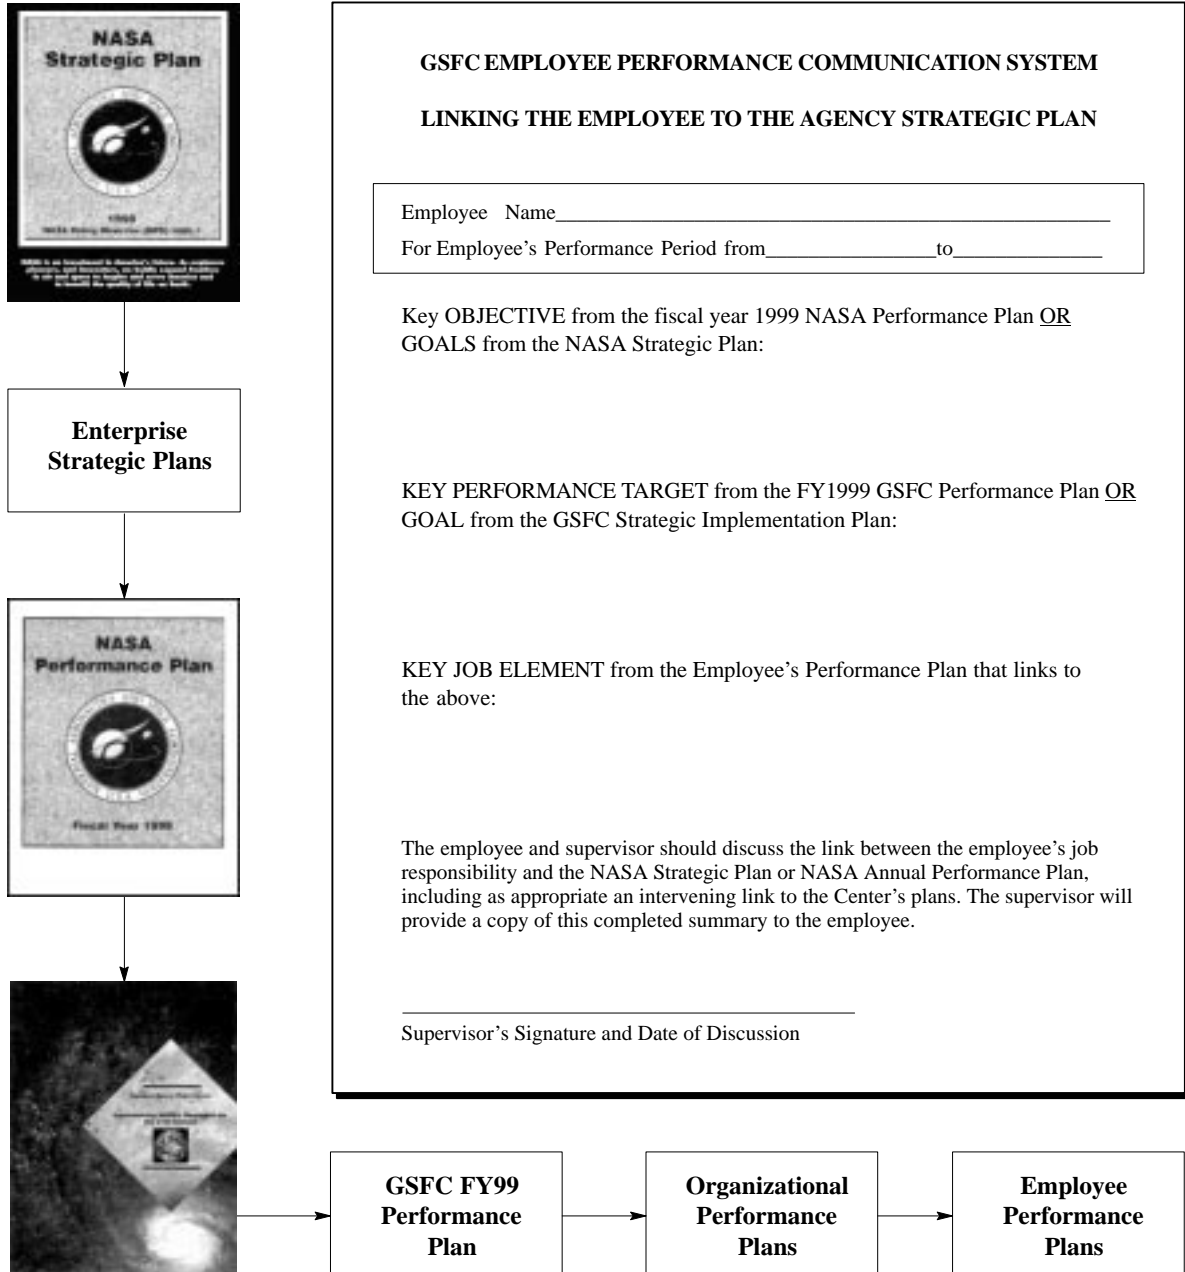 NASA
Strategic Plan
1998
GSFC EMPLOYEE PERFORMANCE COMMUNICATION SYSTEM
LINKING THE EMPLOYEE TO THE AGENCY STRATEGIC PLAN
Employee Name
For Employee’s Performance Period from to
Key OBJECTIVE from the fiscal year 1999 NASA Performance Plan OR
GOALS from the NASA Strategic Plan:
KEY PERFORMANCE TARGET from the FY1999 GSFC Performance Plan OR
GOAL from the GSFC Strategic Implementation Plan:
KEY JOB ELEMENT from the Employee’s Performance Plan that links to
the above:
The employee and supervisor should discuss the link between the employee’s job
responsibility and the NASA Strategic Plan or NASA Annual Performance Plan,
including as appropriate an intervening link to the Center’s plans. The supervisor will
provide a copy of this completed summary to the employee.
Supervisor’s Signature and Date of Discussion
Enterprise
Strategic Plans
NASA
Performance Plan
Fiscal Year 1999
GSFC FY99
Performance
Plan
Organizational
Performance
Plans
Employee
Performance
Plans